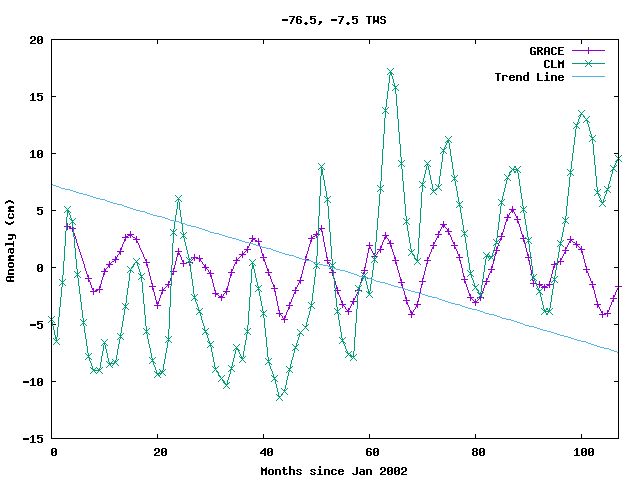 -76.5, -7.5 TWS
20
15
10
5
0
-5
-10
-15
Anomaly (cm)
GRACE
CLM
Trend Line
0 20 40 60 80 100
Months since Jan 2002